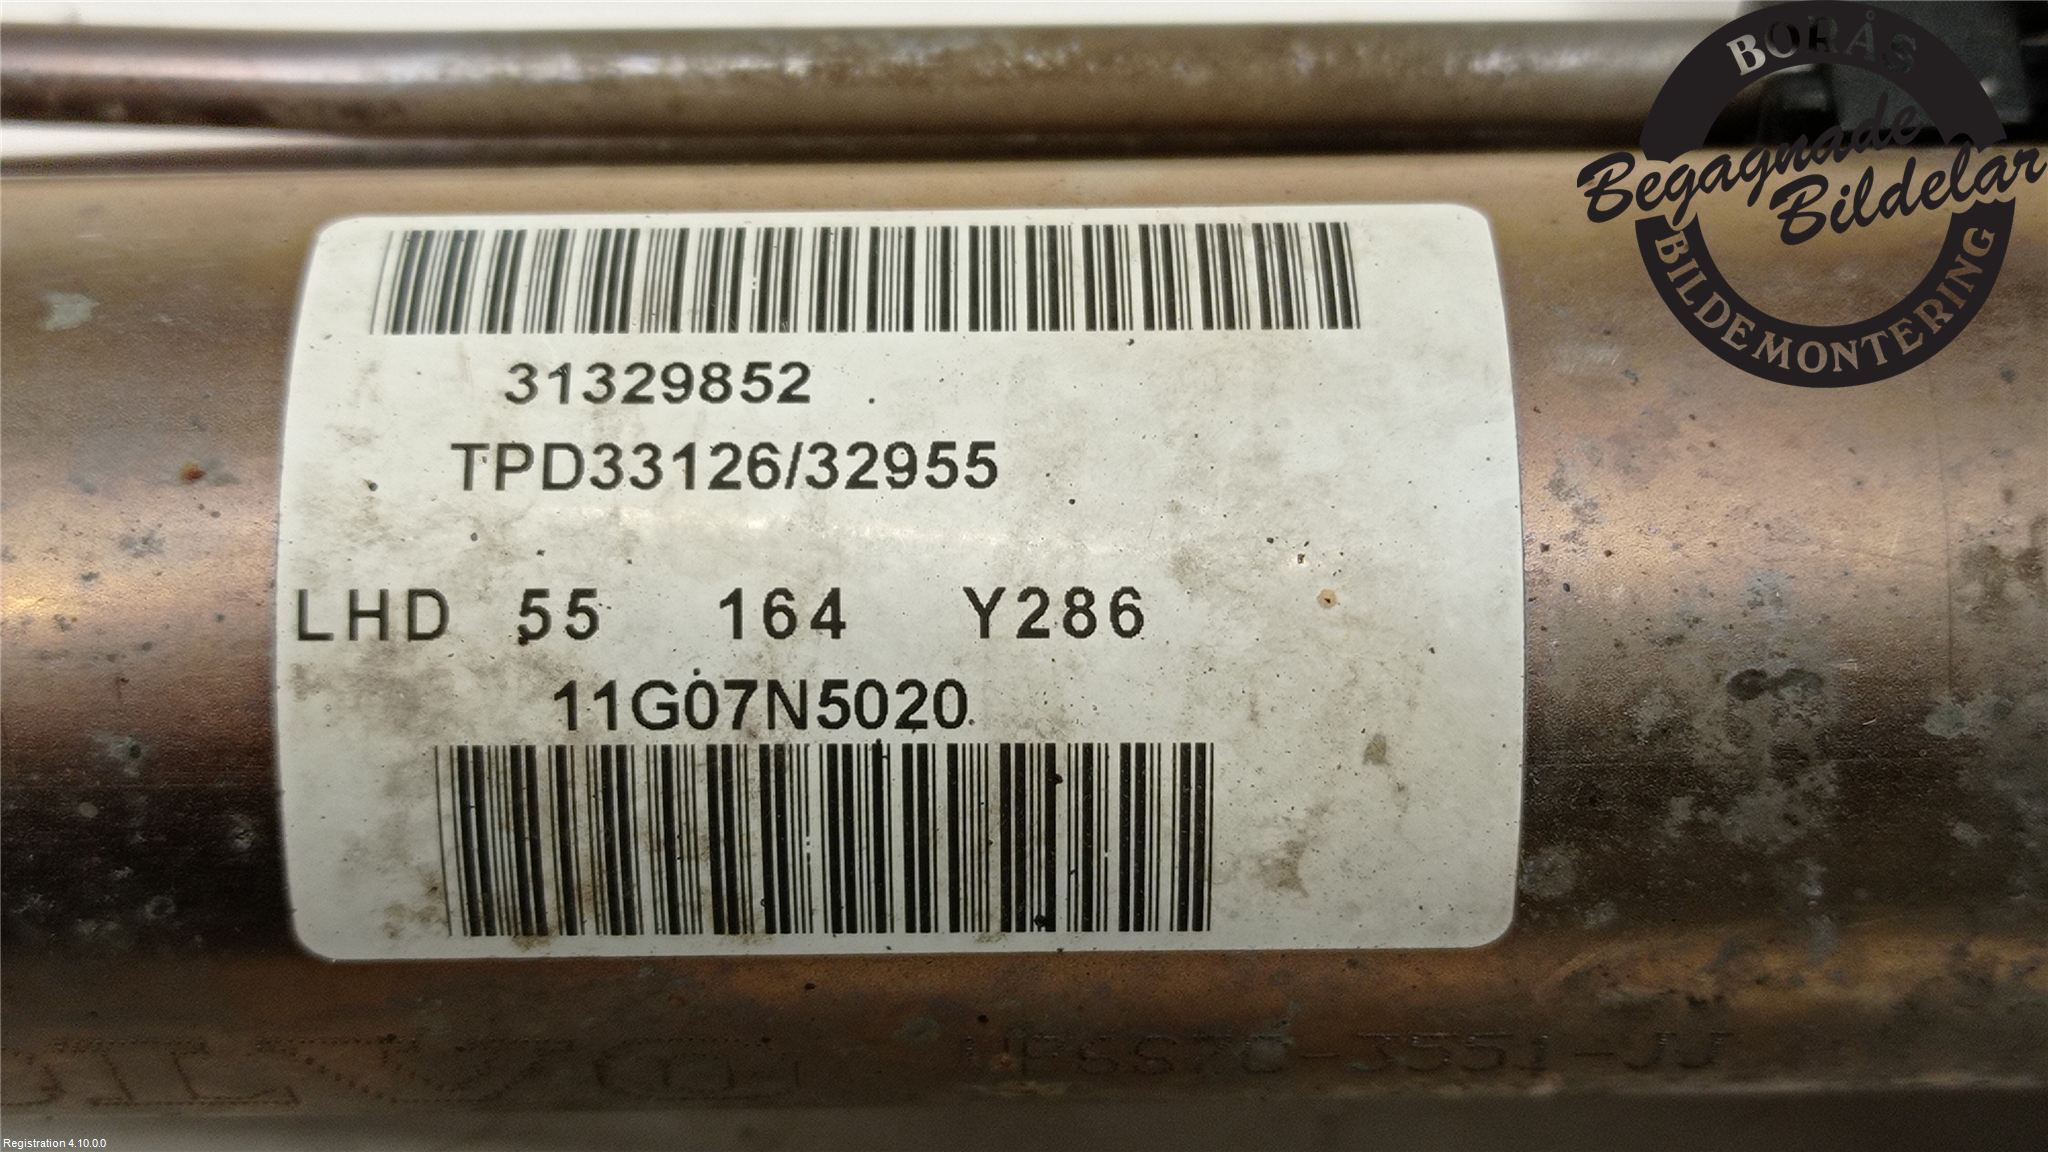 BORÅS
Begagnade
Bildelar
BILDEMONTERING
31329852
TPD33126/32955
LHD 55 164 Y286
11G07N5020
Registration 4.10.0.0